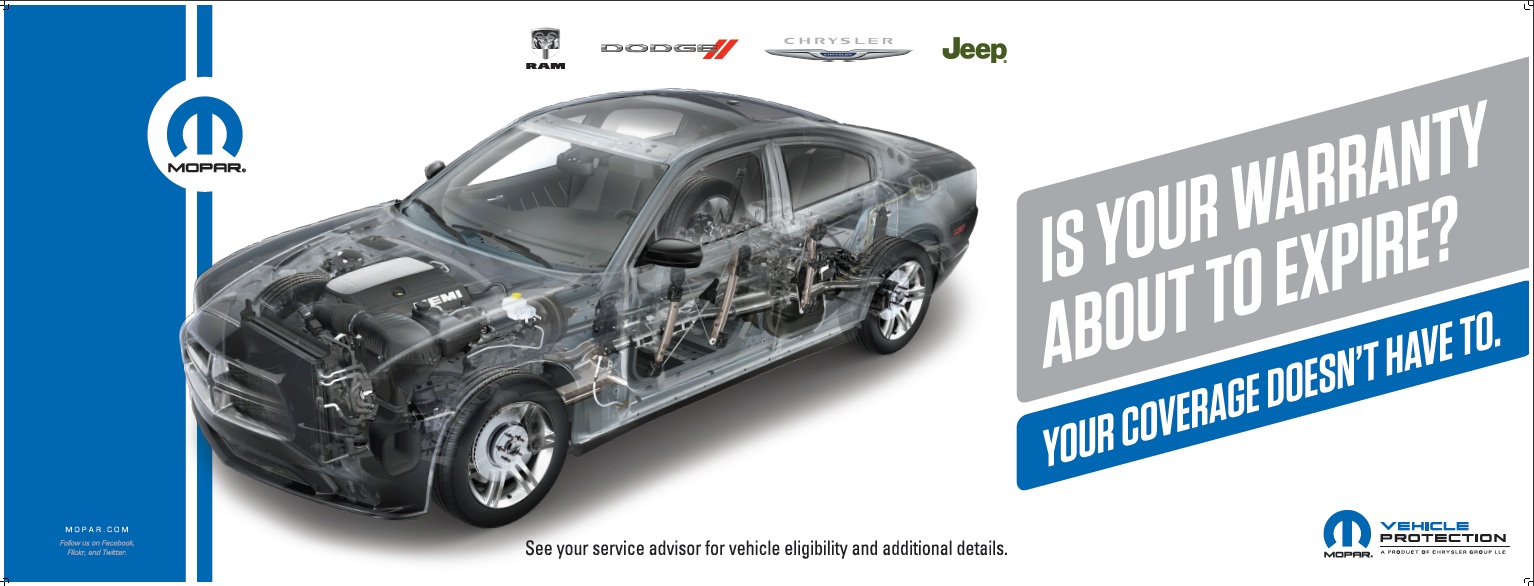 RAM
DODGE
CHRYSLER
Jeep
MOPAR
HEMI
IS YOUR WARRANTY
ABOUT TO EXPIRE?
YOUR COVERAGE DOESN'T HAVE TO.
MOPAR.COM
Follow us on Facebook,
Flickr, and Twitter.
See your service advisor for vehicle eligibility and additional details.
MOPAR
VEHICLE
PROTECTION
A PRODUCT OF CHRYSLER GROUP LLC